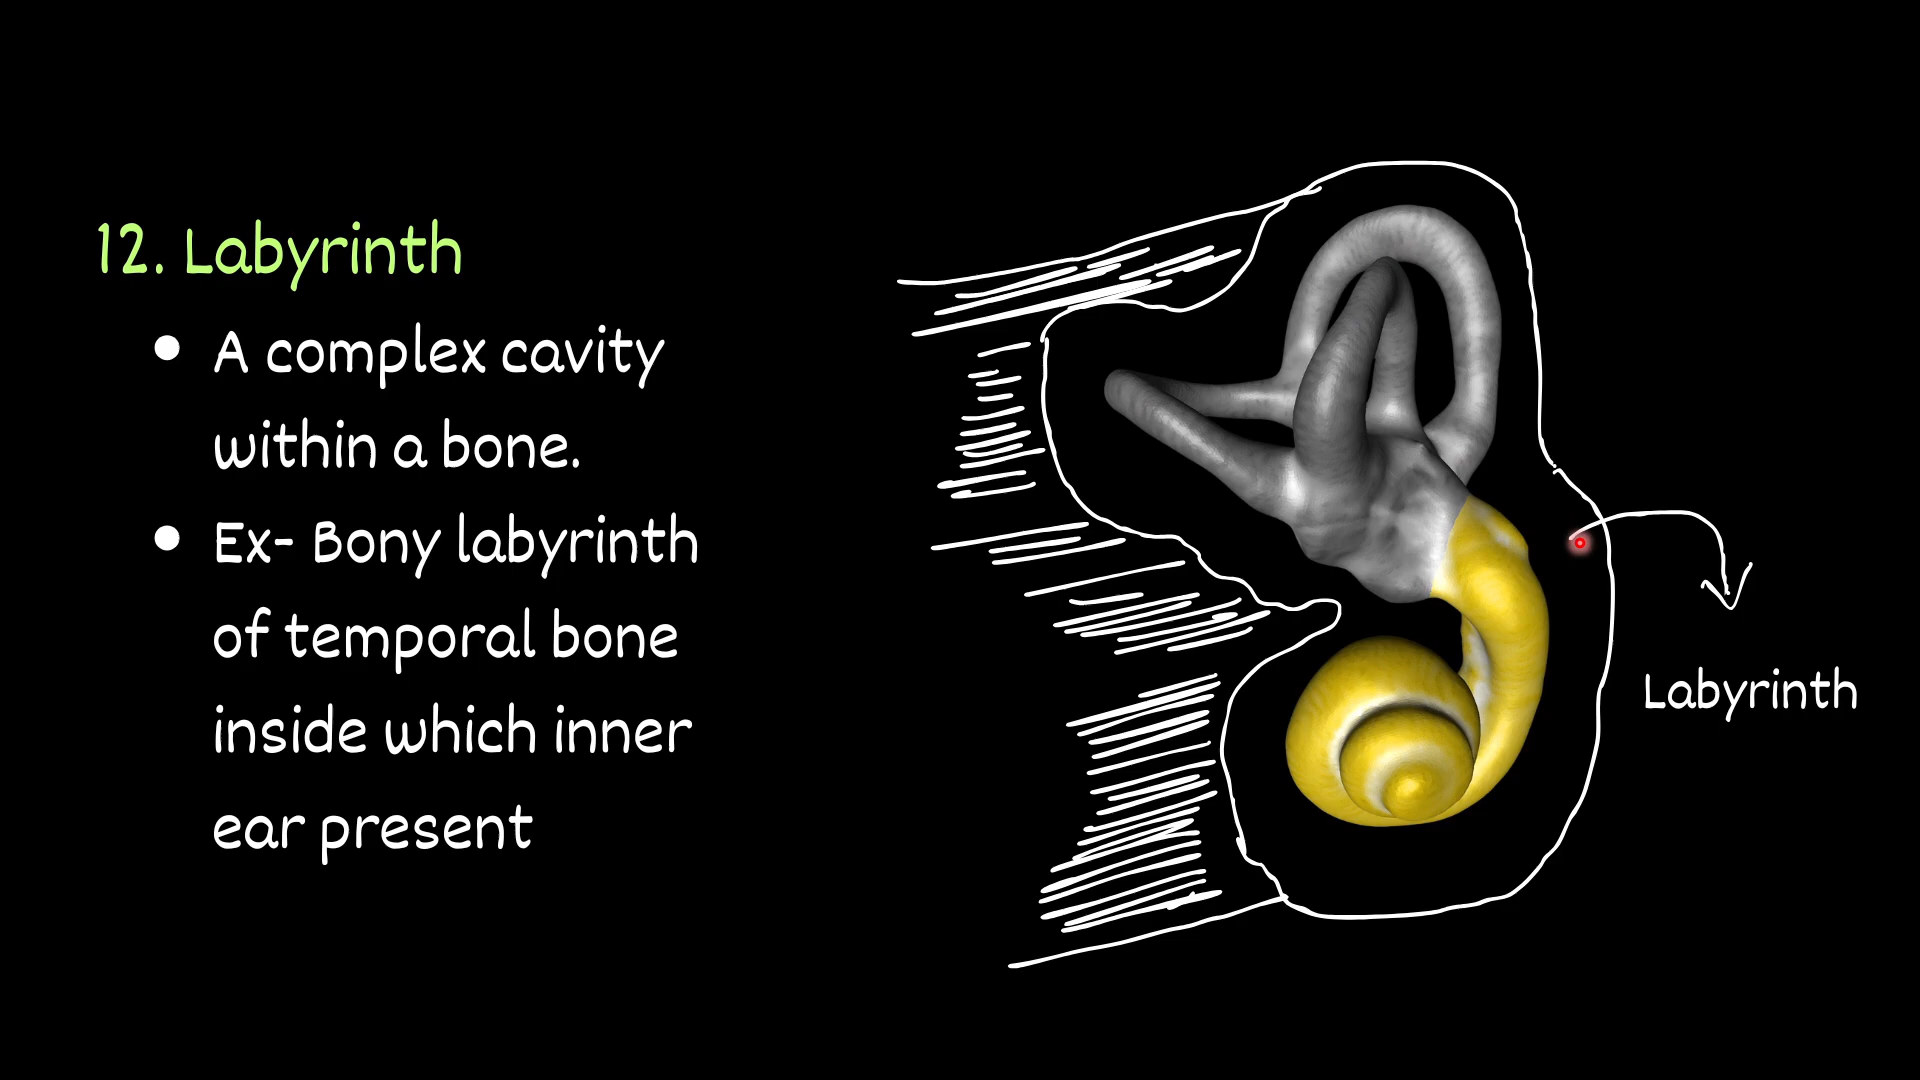 12. Labyrinth
• A complex cavity
within a bone.
• Ex- Bony labyrinth
of temporal bone
inside which inner
ear present
Labyrinth